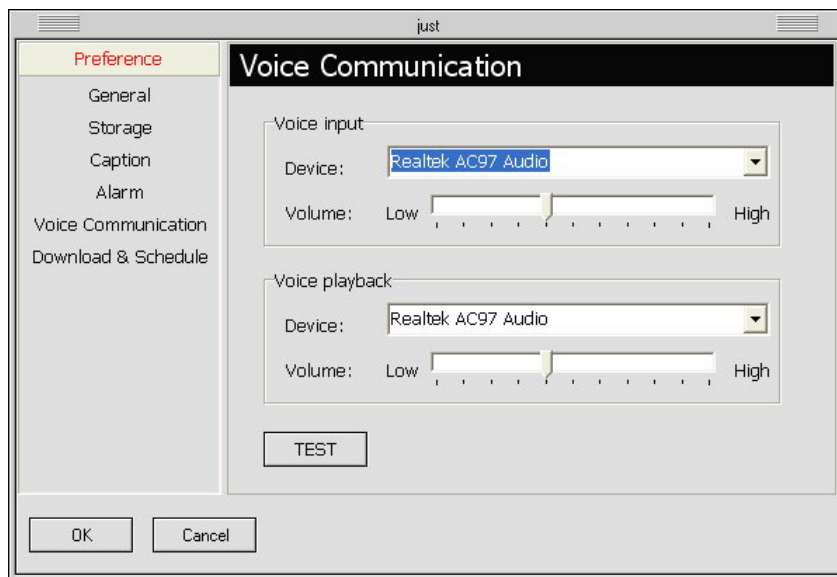 just
Preference
General
Storage
Caption
Alarm
Voice Communication
Download & Schedule
Voice Communication
Voice input
Device: Realtek AC97 Audio
Volume: Low High
Voice playback
Device: Realtek AC97 Audio
Volume: Low High
TEST
OK Cancel